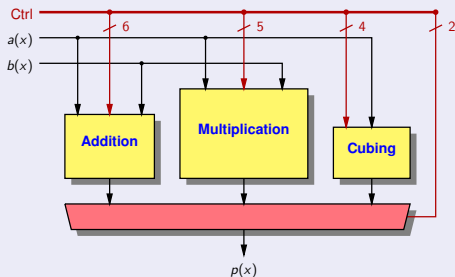 Ctrl
6
5
4
2
a(x)
b(x)
Addition
Multiplication
Cubing
p(x)